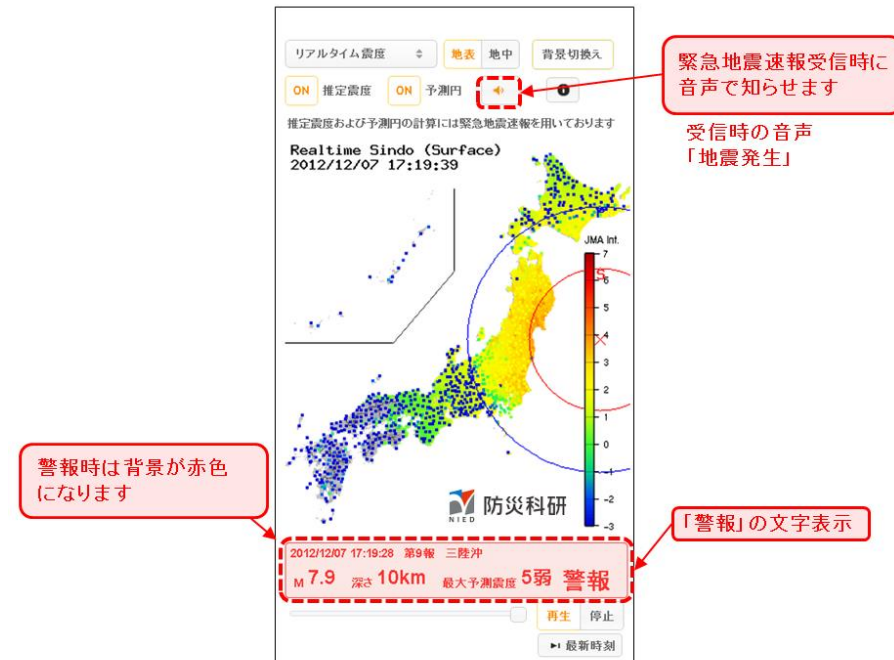 リアルタイム震度
地表
地中
背景切換え
ON 推定震度
ON 予測円
推定震度および予測円の計算には緊急地震速報を用いております
Realtime Sindo (Surface)
2012/12/07 17:19:39
緊急地震速報受信時に
音声で知らせます
受信時の音声
「地震発生」
JMA Int.
7
6
5
4
3
2
1
0
-1
-2
-3
S
NIED
防災科研
警報時は背景が赤色
になります
「警報」の文字表示
2012/12/07 17:19:28 第9報 三陸沖
M 7.9 深さ 10km 最大予測震度 5弱 警報
再生
停止
最新時刻